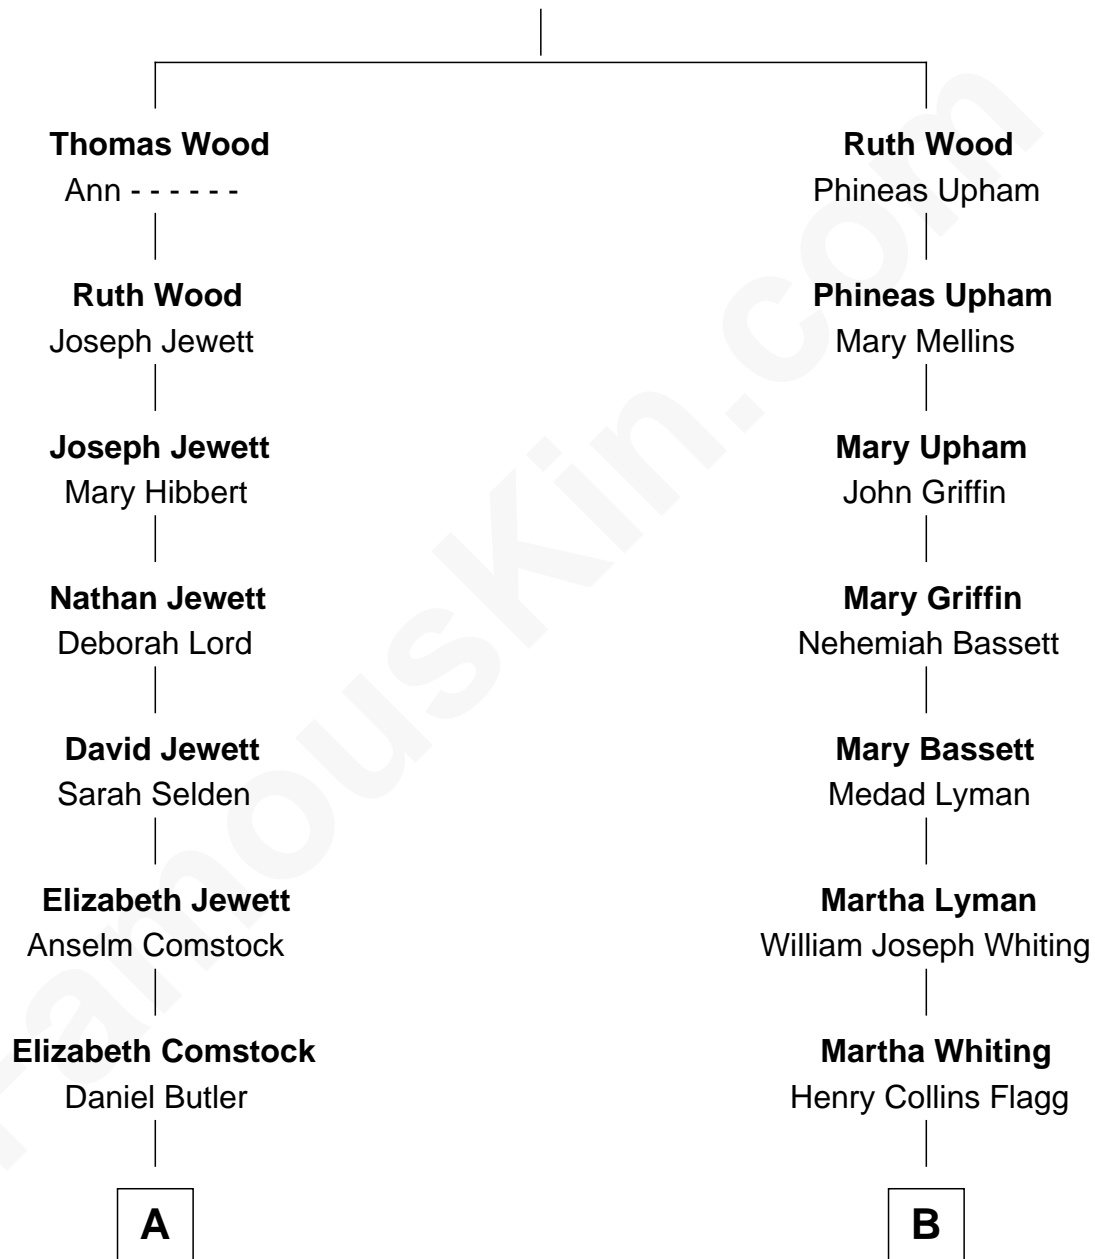 Thomas Wood
Ann - - - - - -
Ruth Wood
Joseph Jewett
Joseph Jewett
Mary Hibbert
Nathan Jewett
Deborah Lord
David Jewett
Sarah Selden
Elizabeth Jewett
Anselm Comstock
Elizabeth Comstock
Daniel Butler
A
Ruth Wood
Phineas Upham
Phineas Upham
Mary Mellins
Mary Upham
John Griffin
Mary Griffin
Nehemiah Bassett
Mary Bassett
Medad Lyman
Martha Lyman
William Joseph Whiting
Martha Whiting
Henry Collins Flagg
B
FamousKin.com